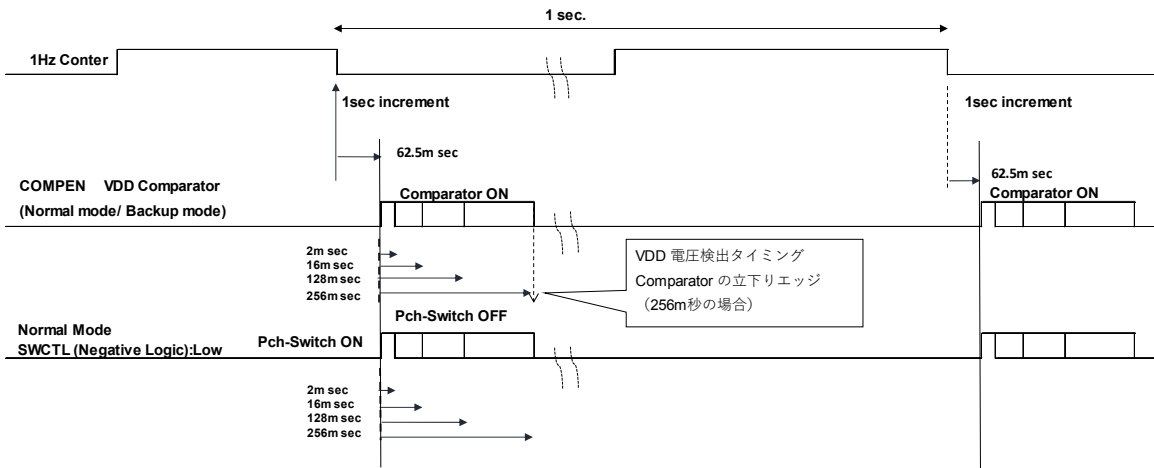 1 sec.
1Hz Conter
1sec increment
1sec increment
62.5m sec
62.5m sec
COMPEN VDD Comparator
(Normal mode/ Backup mode)
Comparator ON
Comparator ON
2m sec
16m sec
128m sec
256m sec
VDD 電圧検出タイミング
Comparator の立下りエッジ
（256m秒の場合）
Pch-Switch OFF
Normal Mode
SWCTL (Negative Logic):Low
Pch-Switch ON
2m sec
16m sec
128m sec
256m sec